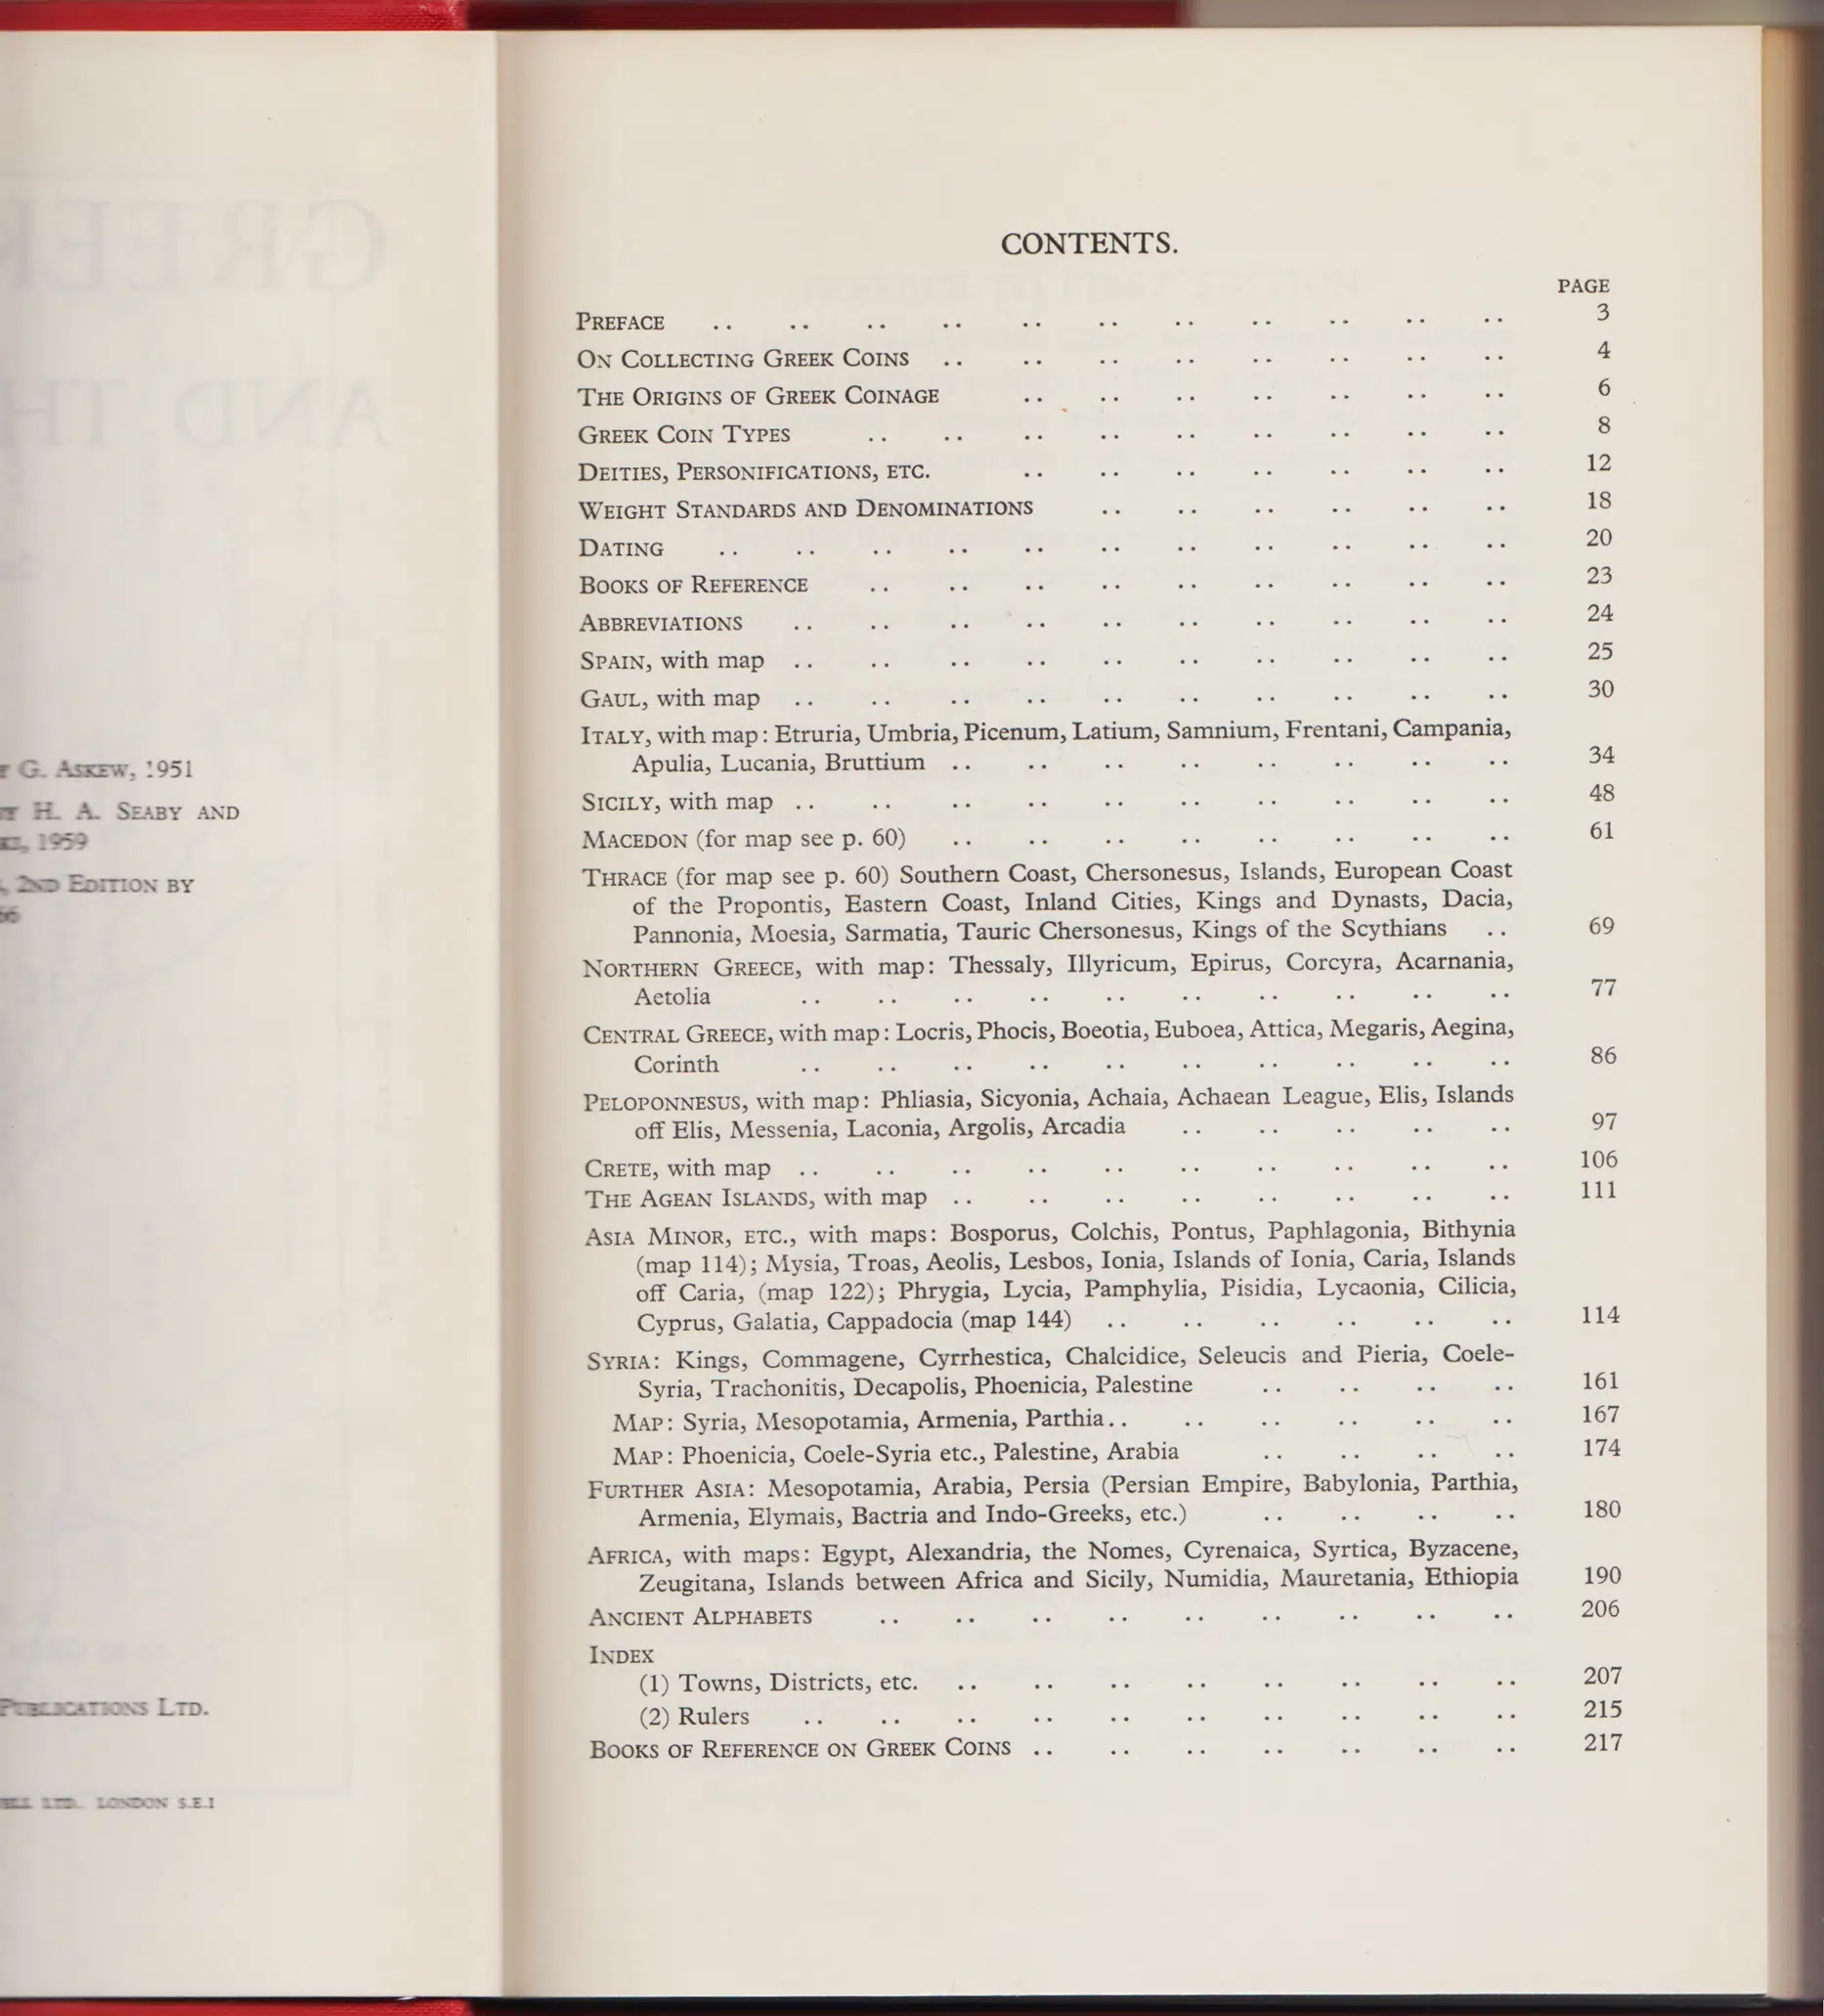 GREEK
AND TH
G. ASKEW, 1951
H. A. SEABY AND
1959
2ND EDITION BY
66
PUBLICATIONS LTD.
LTD. LONDON S.E.1
CONTENTS.
PAGE
PREFACE .. .. .. .. .. .. .. .. .. .. .. 3
ON COLLECTING GREEK COINS .. .. .. .. .. .. .. .. 4
THE ORIGINS OF GREEK COINAGE .. .. .. .. .. .. .. 6
GREEK COIN TYPES .. .. .. .. .. .. .. .. .. 8
DEITIES, PERSONIFICATIONS, ETC. .. .. .. .. .. .. .. 12
WEIGHT STANDARDS AND DENOMINATIONS .. .. .. .. .. .. 18
DATING .. .. .. .. .. .. .. .. .. .. .. 20
BOOKS OF REFERENCE .. .. .. .. .. .. .. .. .. 23
ABBREVIATIONS .. .. .. .. .. .. .. .. .. .. 24
SPAIN, with map .. .. .. .. .. .. .. .. .. .. 25
GAUL, with map .. .. .. .. .. .. .. .. .. .. 30
ITALY, with map: Etruria, Umbria, Picenum, Latium, Samnium, Frentani, Campania,
Apulia, Lucania, Bruttium .. .. .. .. .. .. .. .. 34
SICILY, with map .. .. .. .. .. .. .. .. .. .. 48
MACEDON (for map see p. 60) .. .. .. .. .. .. .. .. 61
THRACE (for map see p. 60) Southern Coast, Chersonesus, Islands, European Coast
of the Propontis, Eastern Coast, Inland Cities, Kings and Dynasts, Dacia,
Pannonia, Moesia, Sarmatia, Tauric Chersonesus, Kings of the Scythians .. 69
NORTHERN GREECE, with map: Thessaly, Illyricum, Epirus, Corcyra, Acarnania,
Aetolia .. .. .. .. .. .. .. .. .. .. 77
CENTRAL GREECE, with map: Locris, Phocis, Boeotia, Euboea, Attica, Megaris, Aegina,
Corinth .. .. .. .. .. .. .. .. .. .. 86
PELOPONNESUS, with map: Phliasia, Sicyonia, Achaia, Achaean League, Elis, Islands
off Elis, Messenia, Laconia, Argolis, Arcadia .. .. .. .. .. 97
CRETE, with map .. .. .. .. .. .. .. .. .. .. 106
THE AGEAN ISLANDS, with map .. .. .. .. .. .. .. .. 111
ASIA MINOR, ETC., with maps: Bosporus, Colchis, Pontus, Paphlagonia, Bithynia
(map 114); Mysia, Troas, Aeolis, Lesbos, Ionia, Islands of Ionia, Caria, Islands
off Caria, (map 122); Phrygia, Lycia, Pamphylia, Pisidia, Lycaonia, Cilicia,
Cyprus, Galatia, Cappadocia (map 144) .. .. .. .. .. .. 114
SYRIA: Kings, Commagene, Cyrrhestica, Chalcidice, Seleucis and Pieria, Coele-
Syria, Trachonitis, Decapolis, Phoenicia, Palestine .. .. .. .. 161
MAP: Syria, Mesopotamia, Armenia, Parthia.. .. .. .. .. .. 167
MAP: Phoenicia, Coele-Syria etc., Palestine, Arabia .. .. .. .. 174
FURTHER ASIA: Mesopotamia, Arabia, Persia (Persian Empire, Babylonia, Parthia,
Armenia, Elymais, Bactria and Indo-Greeks, etc.) .. .. .. .. 180
AFRICA, with maps: Egypt, Alexandria, the Nomes, Cyrenaica, Syrtica, Byzacene,
Zeugitana, Islands between Africa and Sicily, Numidia, Mauretania, Ethiopia 190
ANCIENT ALPHABETS .. .. .. .. .. .. .. .. .. 206
INDEX
(1) Towns, Districts, etc. .. .. .. .. .. .. .. .. 207
(2) Rulers .. .. .. .. .. .. .. .. .. .. 215
BOOKS OF REFERENCE ON GREEK COINS .. .. .. .. .. .. .. 217